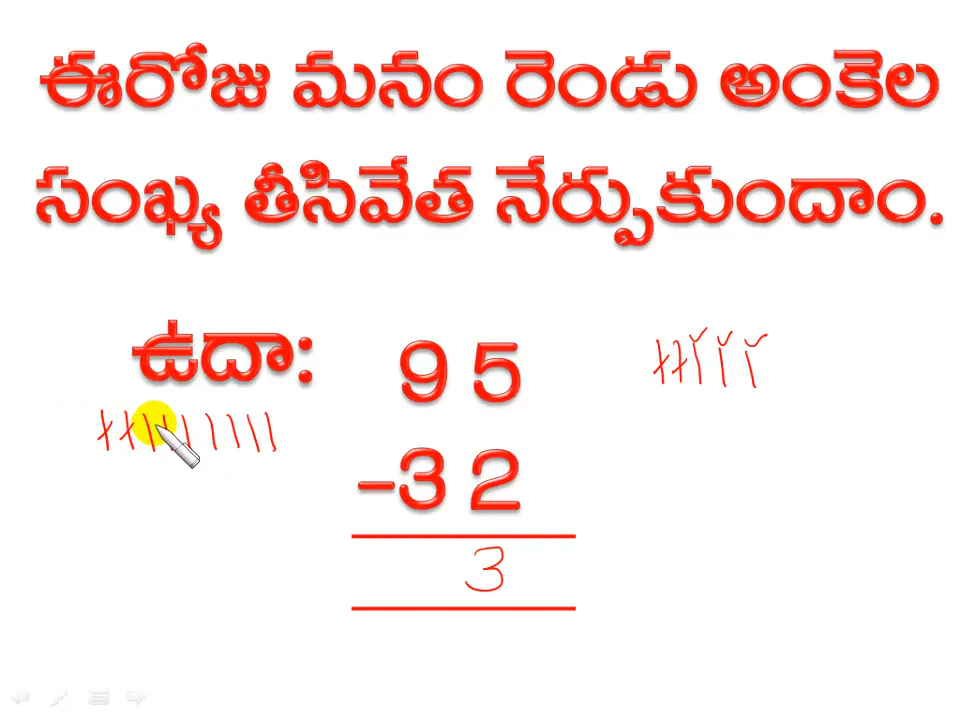 ఈరోజు మనం రెండు అంకెల
సంఖ్య తీసివేత నేర్పుకుందాం.
ఉదా: 95
-32
3